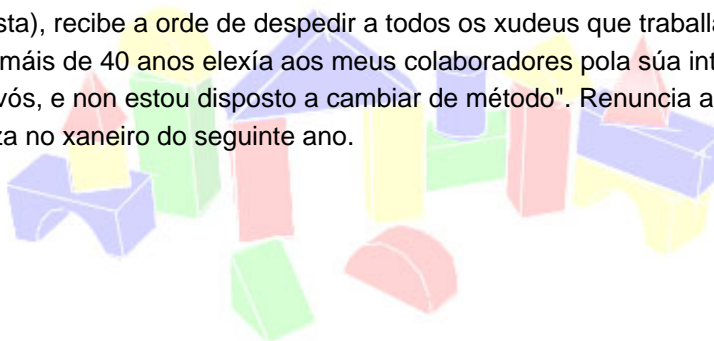 sta), recibe a orde de despedir a todos os xudeus que traballa
máis de 40 anos elexía aos meus colaboradores pola súa int
vós, e non estou disposto a cambiar de método". Renuncia a
za no xaneiro do seguinte ano.